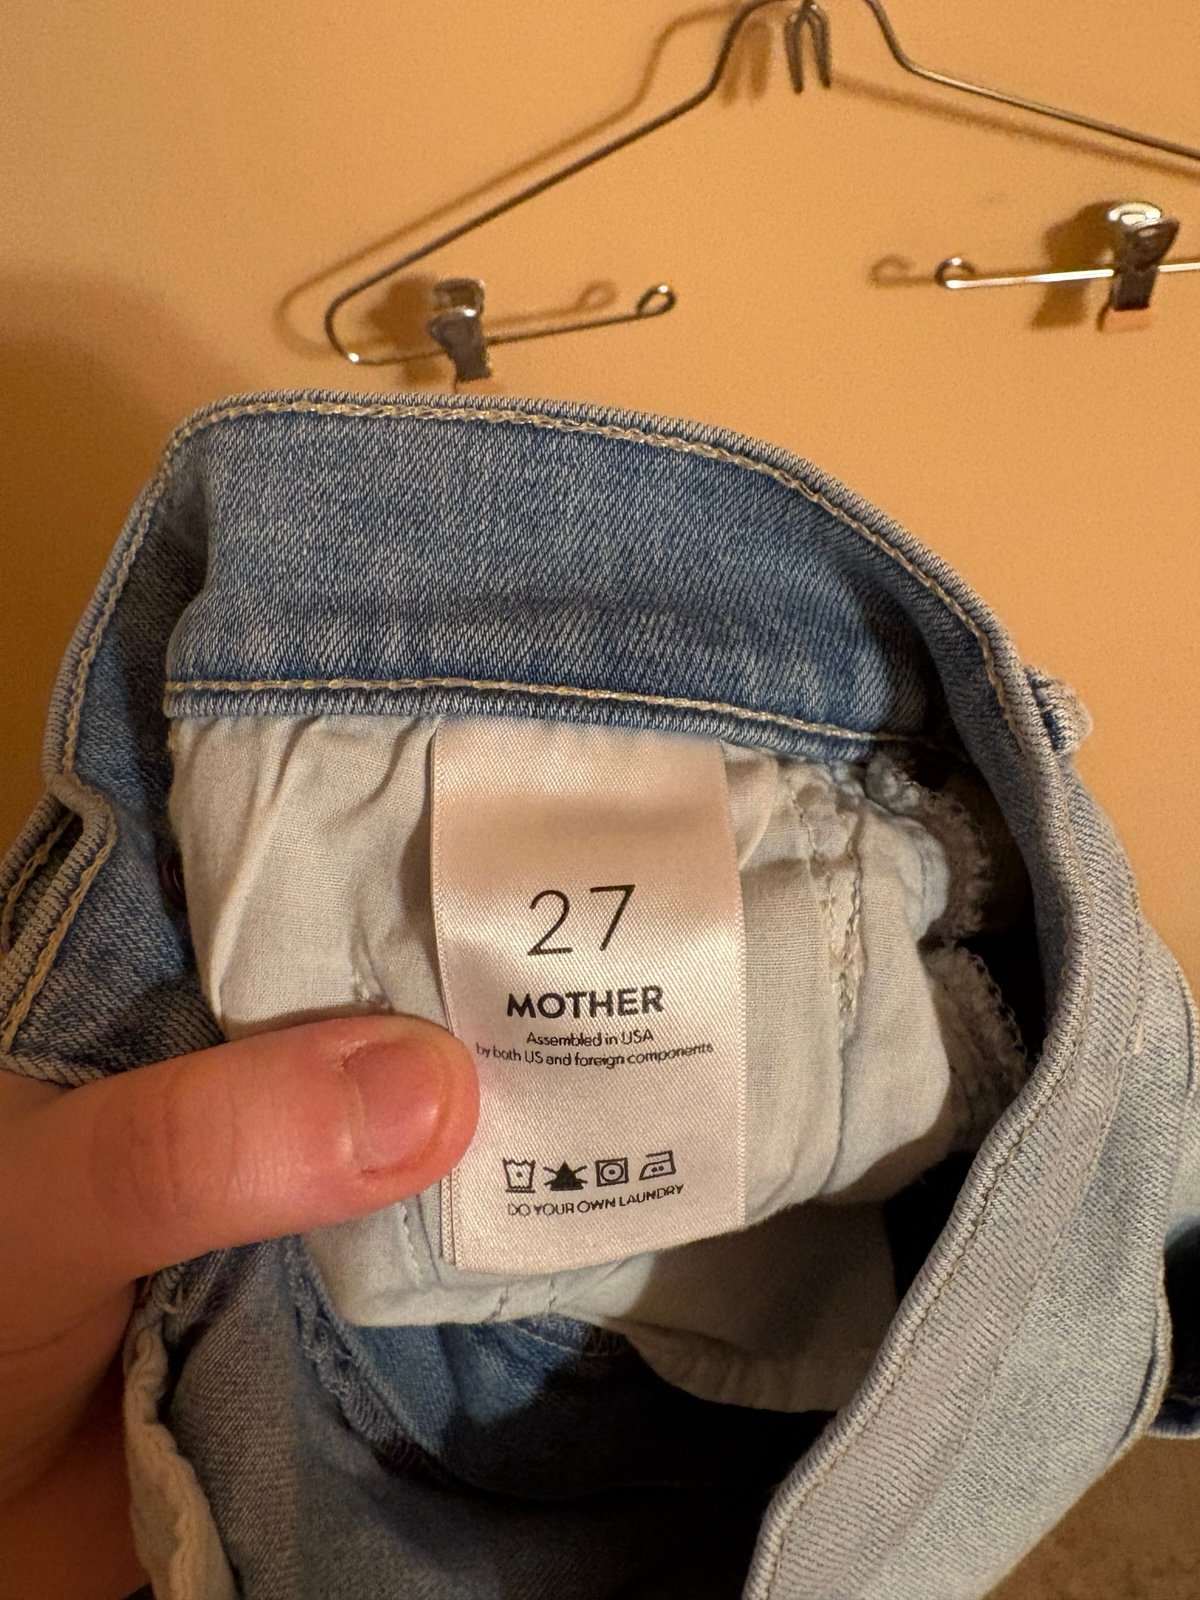 27
MOTHER
Assembled in USA
by both US and foreign components
DO YOUR OWN LAUNDRY